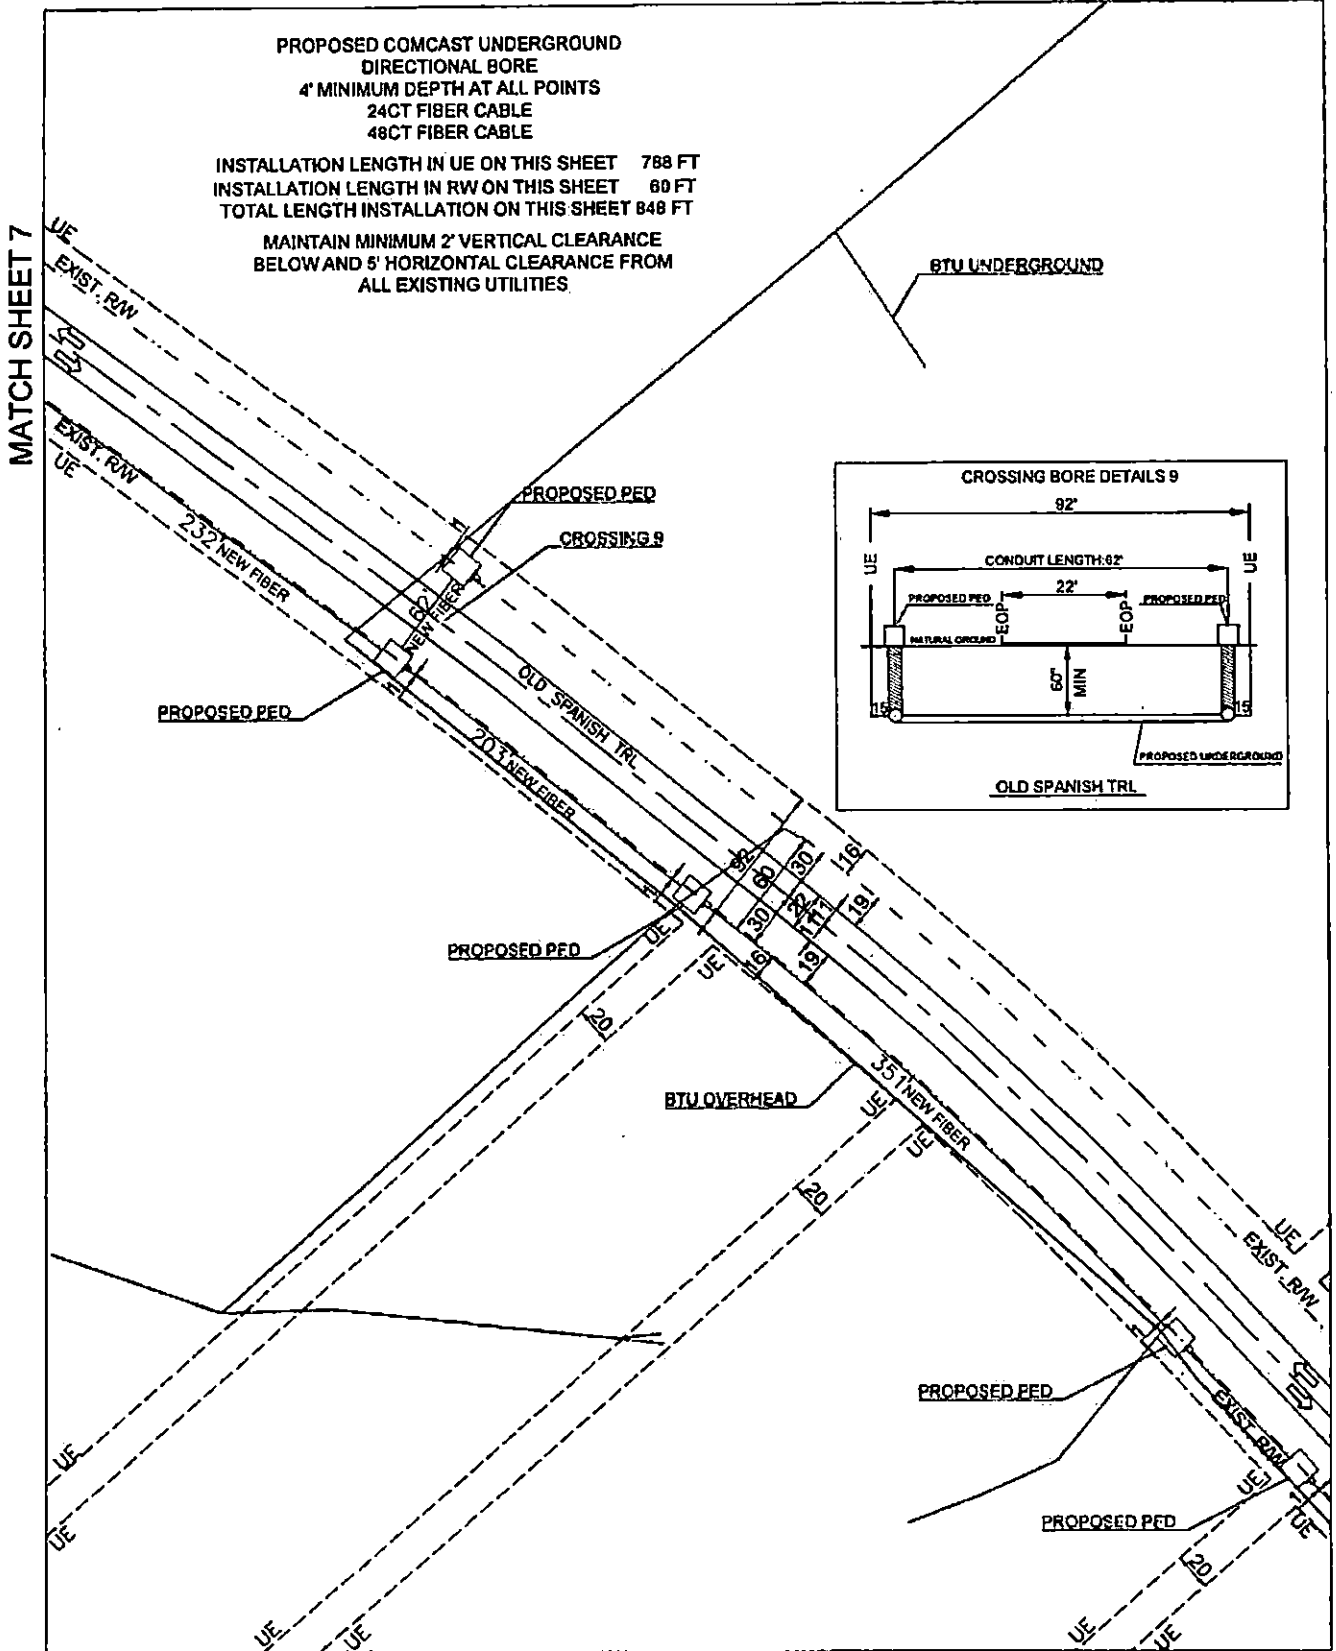 PROPOSED COMCAST UNDERGROUND
DIRECTIONAL BORE
4' MINIMUM DEPTH AT ALL POINTS
24CT FIBER CABLE
48CT FIBER CABLE
INSTALLATION LENGTH IN UE ON THIS SHEET 788 FT
INSTALLATION LENGTH IN RW ON THIS SHEET 60 FT
TOTAL LENGTH INSTALLATION ON THIS SHEET 848 FT
MAINTAIN MINIMUM 2' VERTICAL CLEARANCE
BELOW AND 5' HORIZONTAL CLEARANCE FROM
ALL EXISTING UTILITIES
MATCH SHEET 7
UE
EXIST. R/W
BTU UNDERGROUND
EXIST. R/W
UE
232 NEW FIBER
PROPOSED PED
CROSSING 9
62'
NEW FIBER
PROPOSED PED
OLD SPANISH TRL
203 NEW FIBER
CROSSING BORE DETAILS 9
92'
UE
UE
CONDUIT LENGTH:62'
22'
PROPOSED PED
EOP
EOP
PROPOSED PED
NATURAL GROUND
60"
MIN
15
15
PROPOSED UNDERGROUND
OLD SPANISH TRL
92
60
30
16
30
22
11
11
19
16
19
PROPOSED PED
UE
UE
20
351 NEW FIBER
BTU OVERHEAD
UE
UE
20
UE
EXIST. R/W
PROPOSED PED
EXIST. R/W
UE
UE
PROPOSED PED
UE
1
UE
20
UE
UE
UE
UE